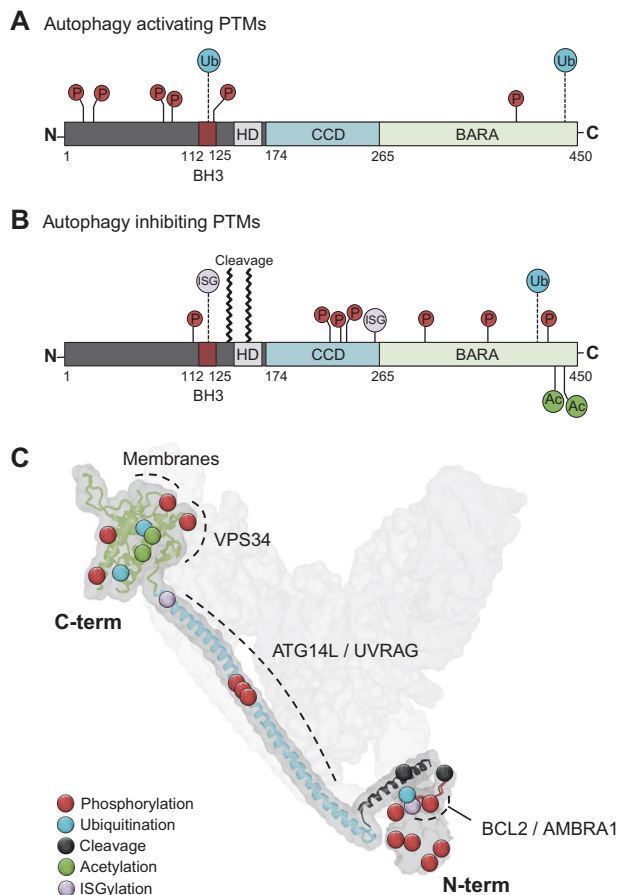 A Autophagy activating PTMs
Ub Ub
P P P P P P
N HD CCD BARA C
1 112 125 174 265 450
BH3
B Autophagy inhibiting PTMs
Cleavage
ISG Ub
P P P P ISG P P P
N HD CCD BARA C
1 112 125 174 265 450
BH3
Ac Ac
C
Membranes
VPS34
C-term
ATG14L / UVRAG
Phosphorylation
Ubiquitination
Cleavage
Acetylation
ISGylation
BCL2 / AMBRA1
N-term